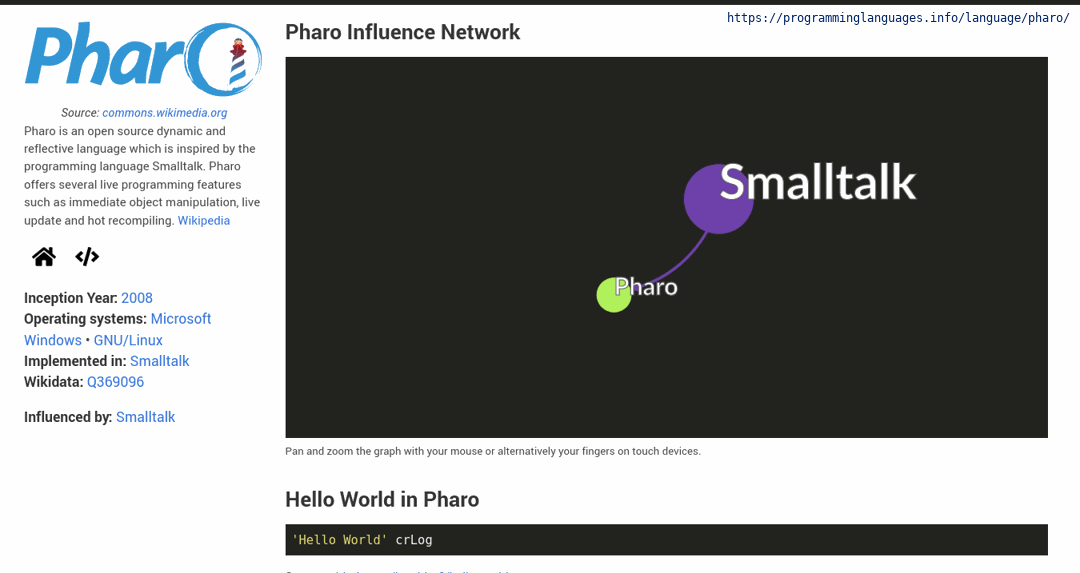 https://programminglanguages.info/language/pharo/
Pharo
Source: commons.wikimedia.org
Pharo is an open source dynamic and
reflective language which is inspired by the
programming language Smalltalk. Pharo
offers several live programming features
such as immediate object manipulation, live
update and hot recompiling. Wikipedia
</>
Inception Year: 2008
Operating systems: Microsoft
Windows • GNU/Linux
Implemented in: Smalltalk
Wikidata: Q369096
Influenced by: Smalltalk
Pharo Influence Network
Smalltalk
Pharo
Pan and zoom the graph with your mouse or alternatively your fingers on touch devices.
Hello World in Pharo
'Hello World' crLog